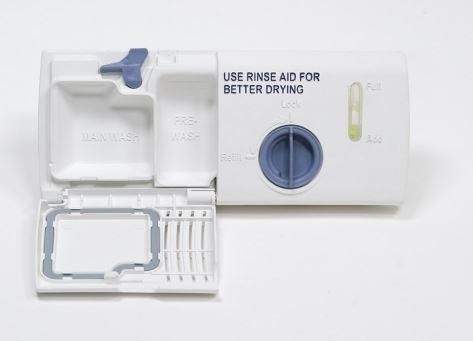 USE RINSE AID FOR
BETTER DRYING
Lock
Full
MAIN WASH
PRE-
WASH
Refill
Add